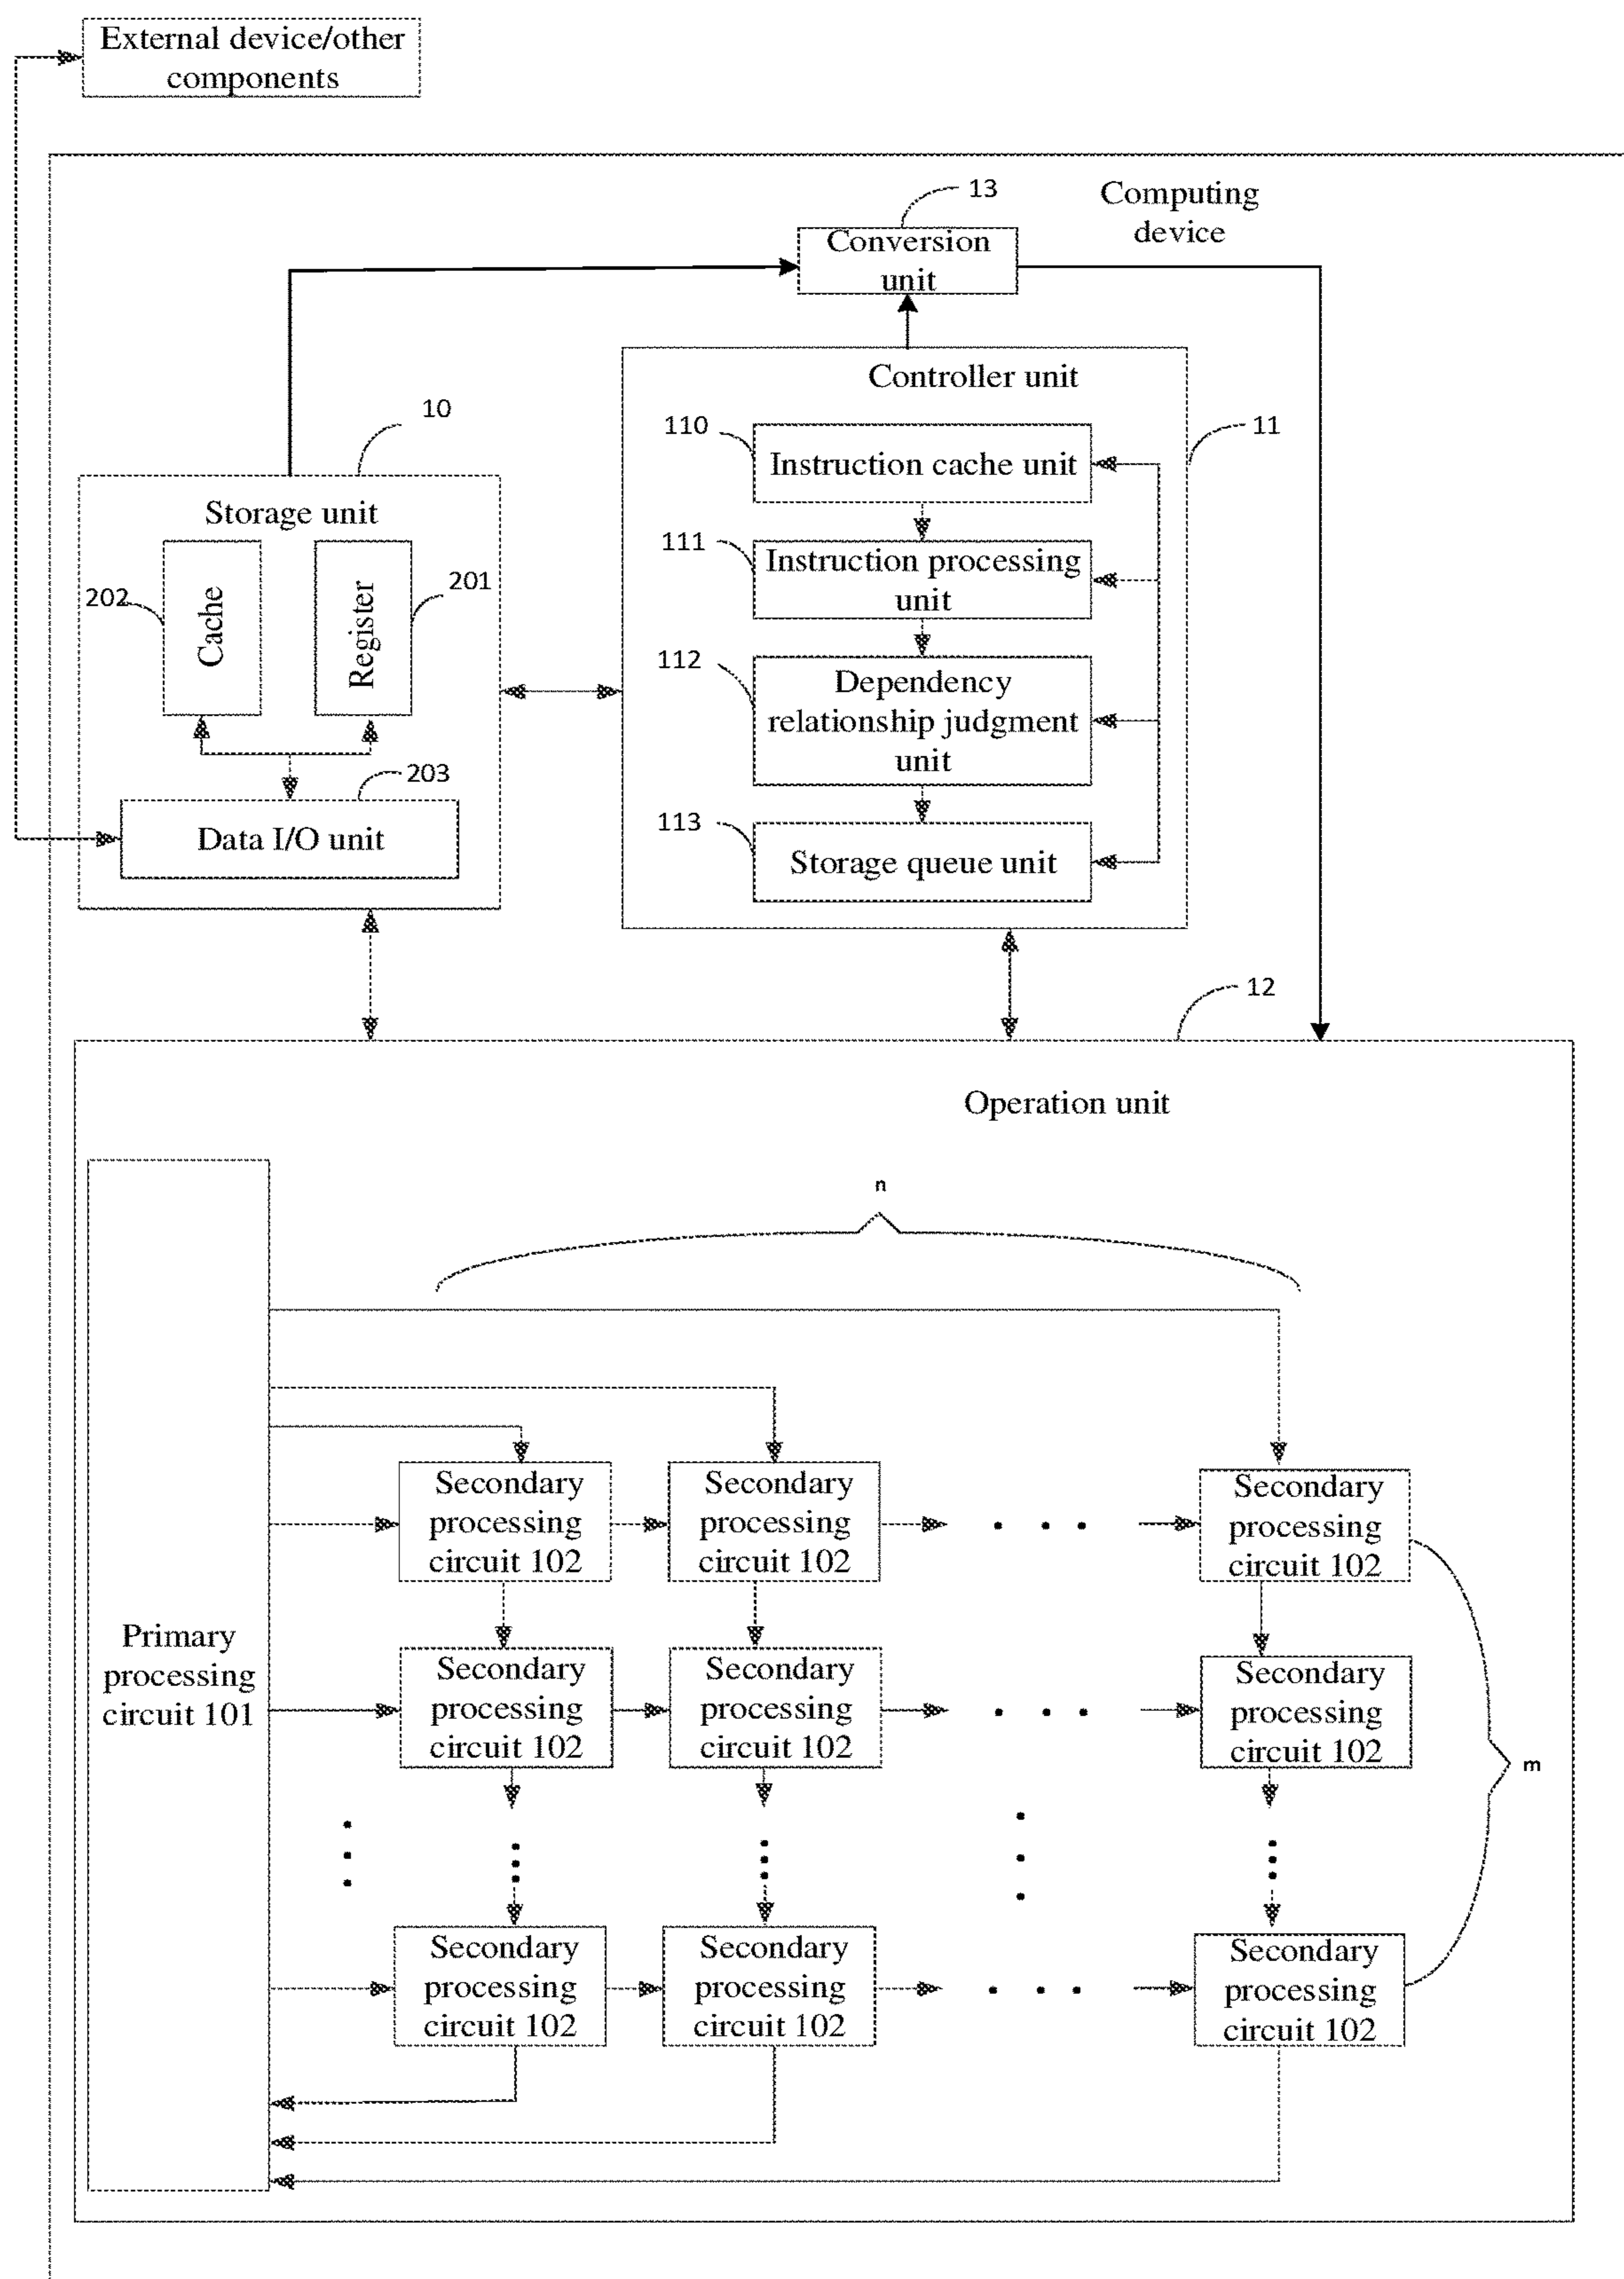 External device/other
components
13
Computing
device
Conversion
unit
Controller unit
10
110
11
Instruction cache unit
Storage unit
111
Instruction processing
unit
202
Cache
Register
201
112
Dependency
relationship judgment
unit
203
Data I/O unit
113
Storage queue unit
12
Operation unit
n
Secondary
processing
circuit 102
Secondary
processing
circuit 102
Secondary
processing
circuit 102
Primary
processing
circuit 101
Secondary
processing
circuit 102
Secondary
processing
circuit 102
Secondary
processing
circuit 102
m
Secondary
processing
circuit 102
Secondary
processing
circuit 102
Secondary
processing
circuit 102